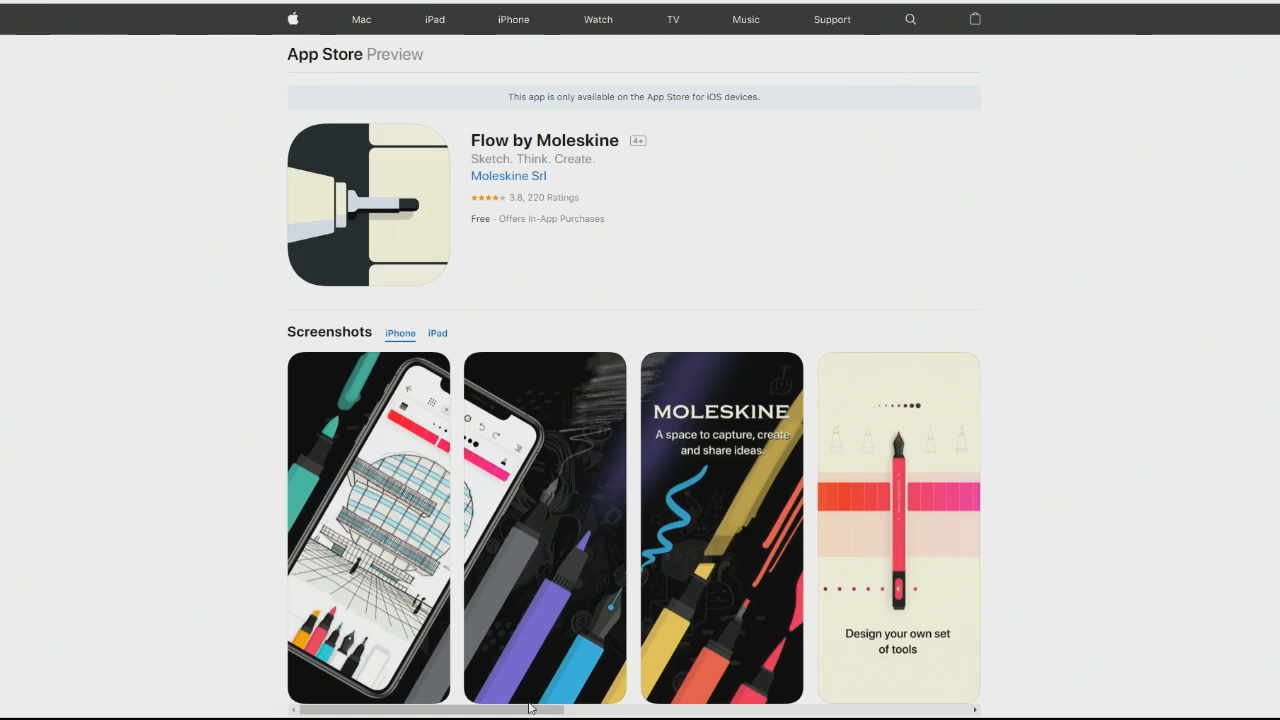 Mac iPad iPhone Watch TV Music Support
App Store Preview
This app is only available on the App Store for iOS devices.
Flow by Moleskine 4+
Sketch. Think. Create.
Moleskine Srl
3.8, 220 Ratings
Free · Offers In-App Purchases
Screenshots iPhone iPad
MOLESKINE
A space to capture, create
and share ideas.
Design your own set
of tools